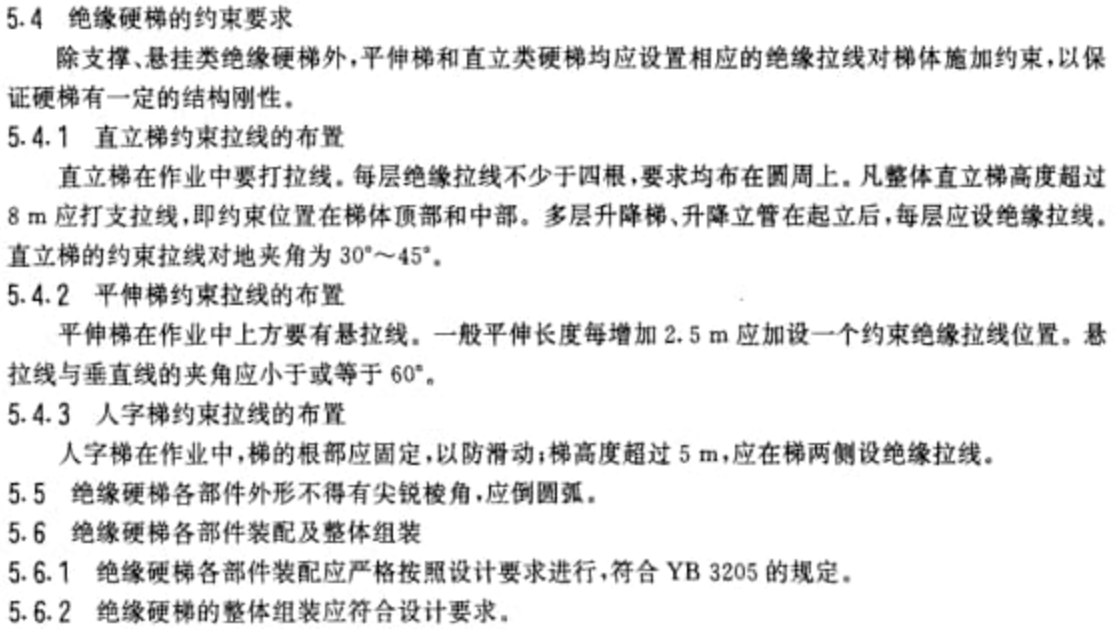 5.4 绝缘硬梯的约束要求
除支撑、悬挂类绝缘硬梯外,平伸梯和直立类硬梯均应设置相应的绝缘拉线对梯体施加约束,以保
证硬梯有一定的结构刚性。
5.4.1 直立梯约束拉线的布置
直立梯在作业中要打拉线。每层绝缘拉线不少于四根,要求均布在圆周上。凡整体直立梯高度超过
8 m 应打支拉线,即约束位置在梯体顶部和中部。多层升降梯、升降立管在起立后,每层应设绝缘拉线。
直立梯的约束拉线对地夹角为 30°～45°。
5.4.2 平伸梯约束拉线的布置
平伸梯在作业中上方要有悬拉线。一般平伸长度每增加 2.5 m 应加设一个约束绝缘拉线位置。悬
拉线与垂直线的夹角应小于或等于 60°。
5.4.3 人字梯约束拉线的布置
人字梯在作业中,梯的根部应固定,以防滑动;梯高度超过 5 m,应在梯两侧设绝缘拉线。
5.5 绝缘硬梯各部件外形不得有尖锐棱角,应倒圆弧。
5.6 绝缘硬梯各部件装配及整体组装
5.6.1 绝缘硬梯各部件装配应严格按照设计要求进行,符合 YB 3205 的规定。
5.6.2 绝缘硬梯的整体组装应符合设计要求。